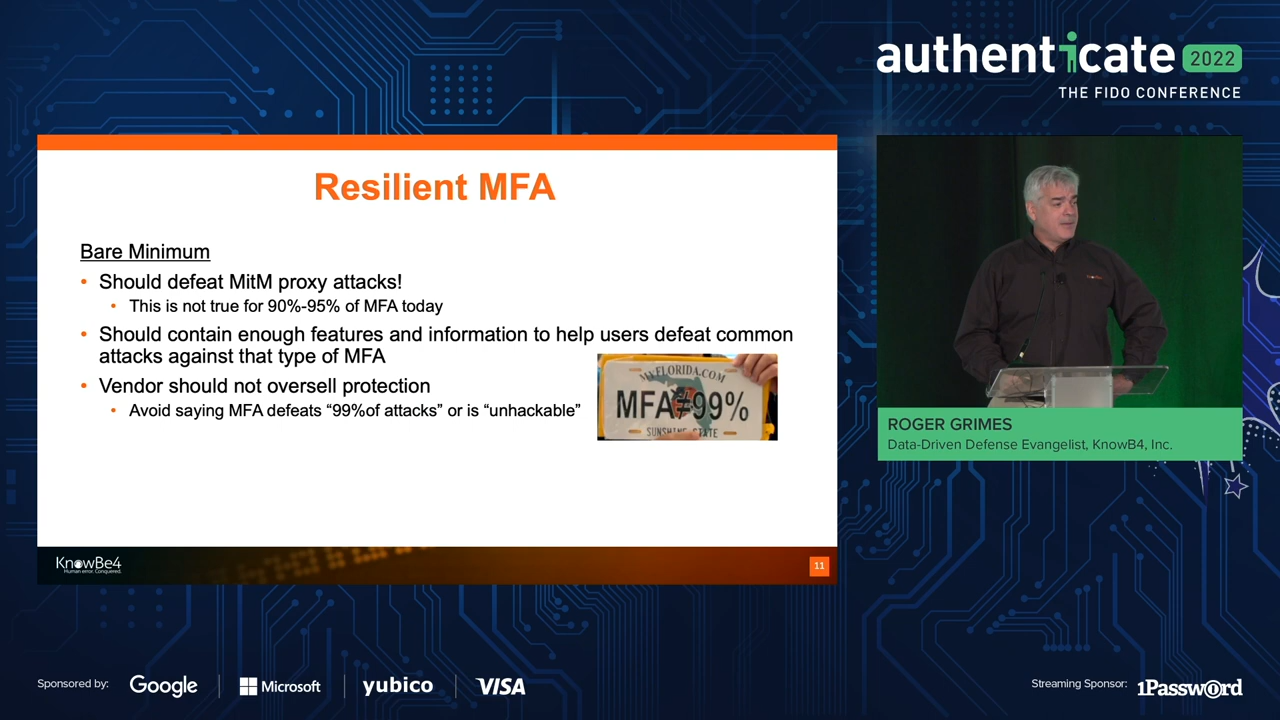 authenticate 2022
THE FIDO CONFERENCE
Resilient MFA
Bare Minimum
• Should defeat MitM proxy attacks!
• This is not true for 90%-95% of MFA today
• Should contain enough features and information to help users defeat common
attacks against that type of MFA
• Vendor should not oversell protection
• Avoid saying MFA defeats “99%of attacks” or is “unhackable”
MYFLORIDA.COM
MFA≠99%
SUNSHINE STATE
KnowBe4
Human error. Conquered.
11
ROGER GRIMES
Data-Driven Defense Evangelist, KnowB4, Inc.
Sponsored by:
Google
Microsoft
yubico
VISA
Streaming Sponsor:
1Password